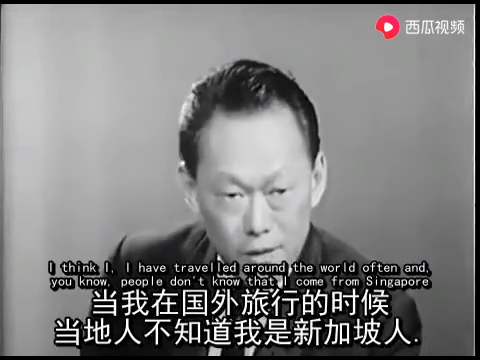 西瓜视频
I think I, I have travelled around the world often and,
you know, people don't know that I come from Singapore
当我在国外旅行的时候
当地人不知道我是新加坡人.